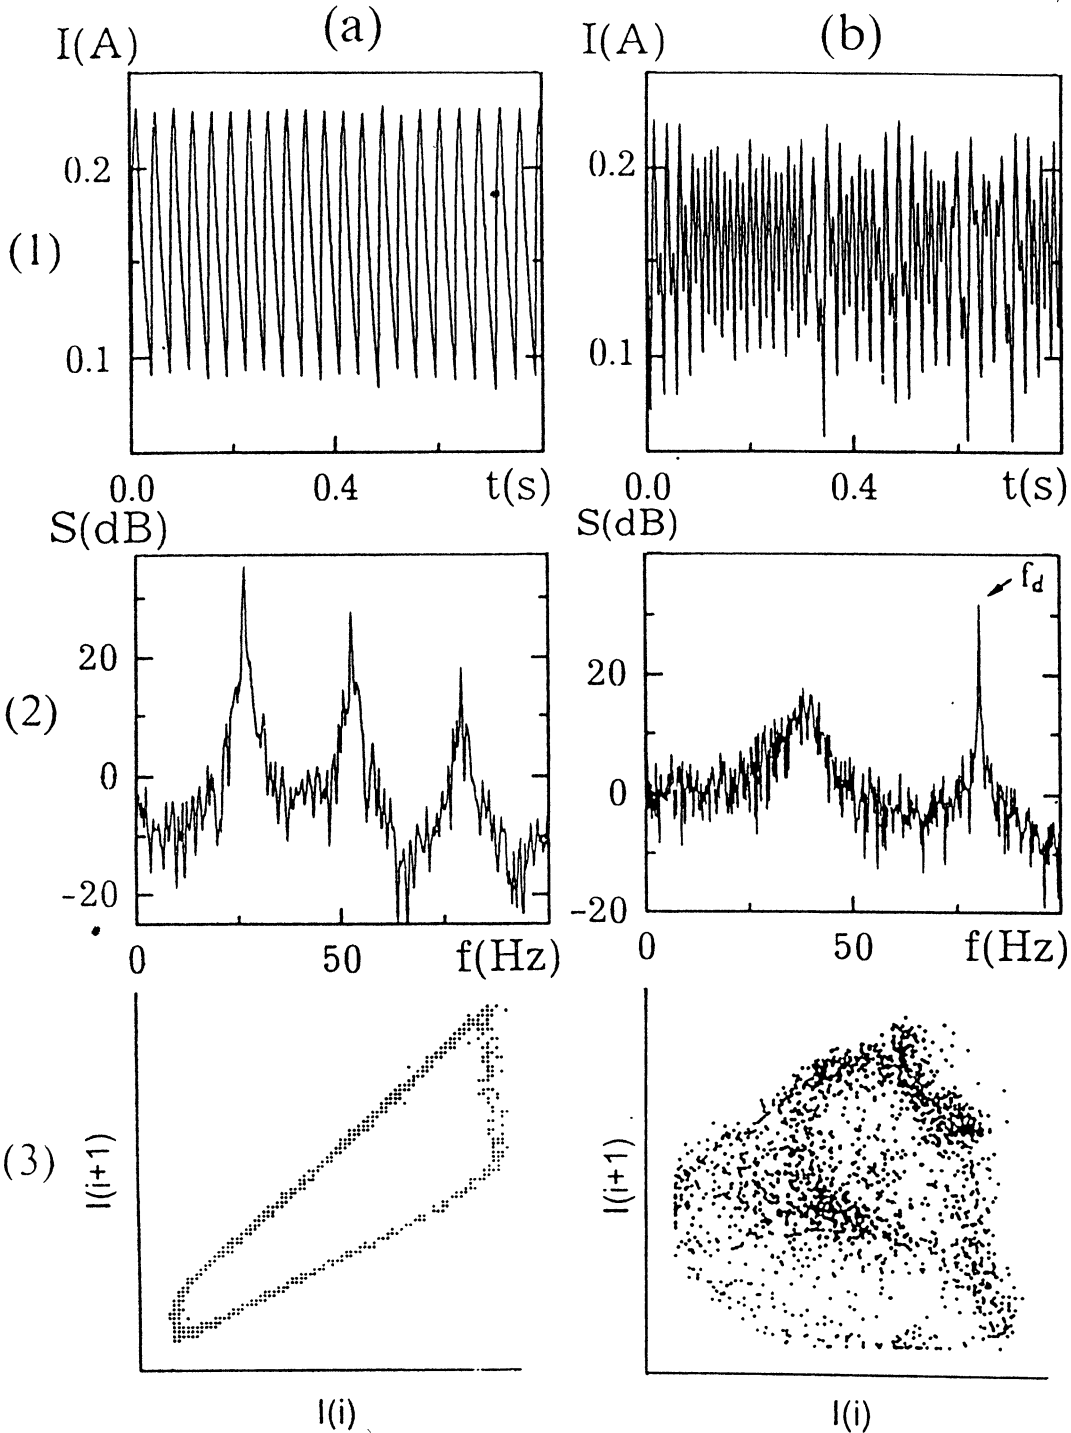 (a) (b)
I(A) I(A)
0.2 0.2
(1)
0.1 0.1
0.0 0.4 t(s) 0.0 0.4 t(s)
S(dB) S(dB)
f_d
20 20
(2)
0 0
-20 -20
0 50 f(Hz) 0 50 f(Hz)
(3) I(i+1) I(i+1)
I(i) I(i)